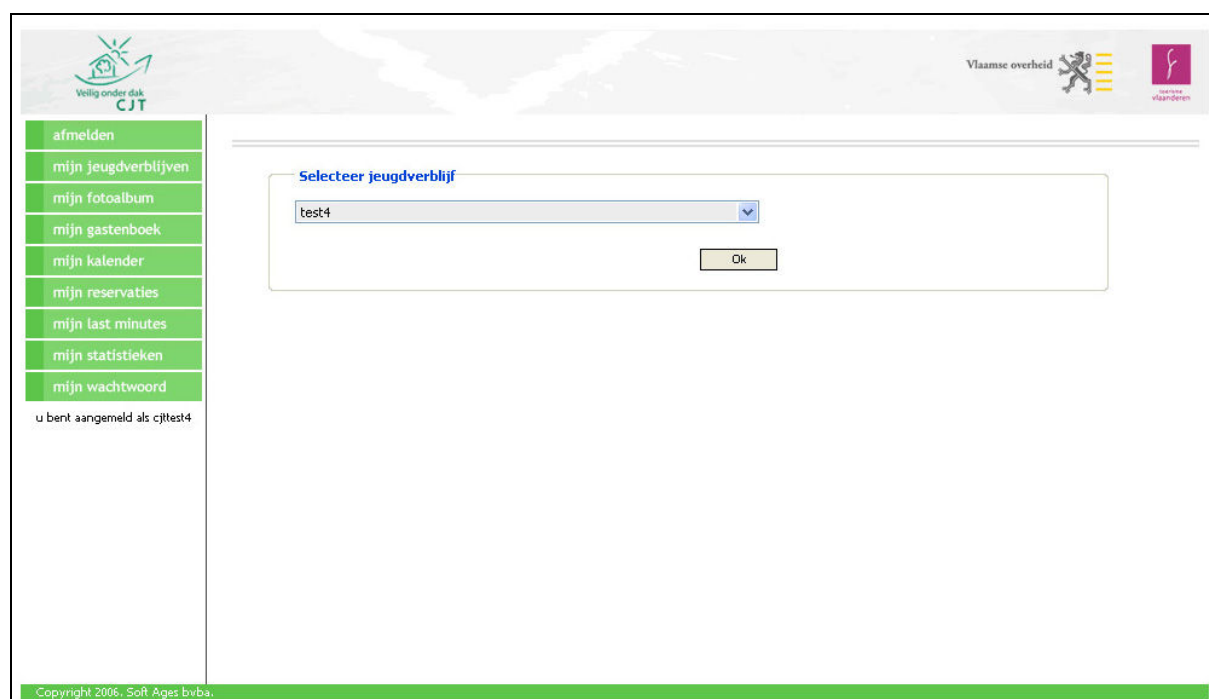 Veilig onder dak
CJT
Vlaamse overheid
toerisme
vlaanderen
afmelden
mijn jeugdverblijven
mijn fotoalbum
mijn gastenboek
mijn kalender
mijn reservaties
mijn last minutes
mijn statistieken
mijn wachtwoord
u bent aangemeld als cjttest4
Selecteer jeugdverblijf
test4
Ok
Copyright 2006. Soft Ages bvba.